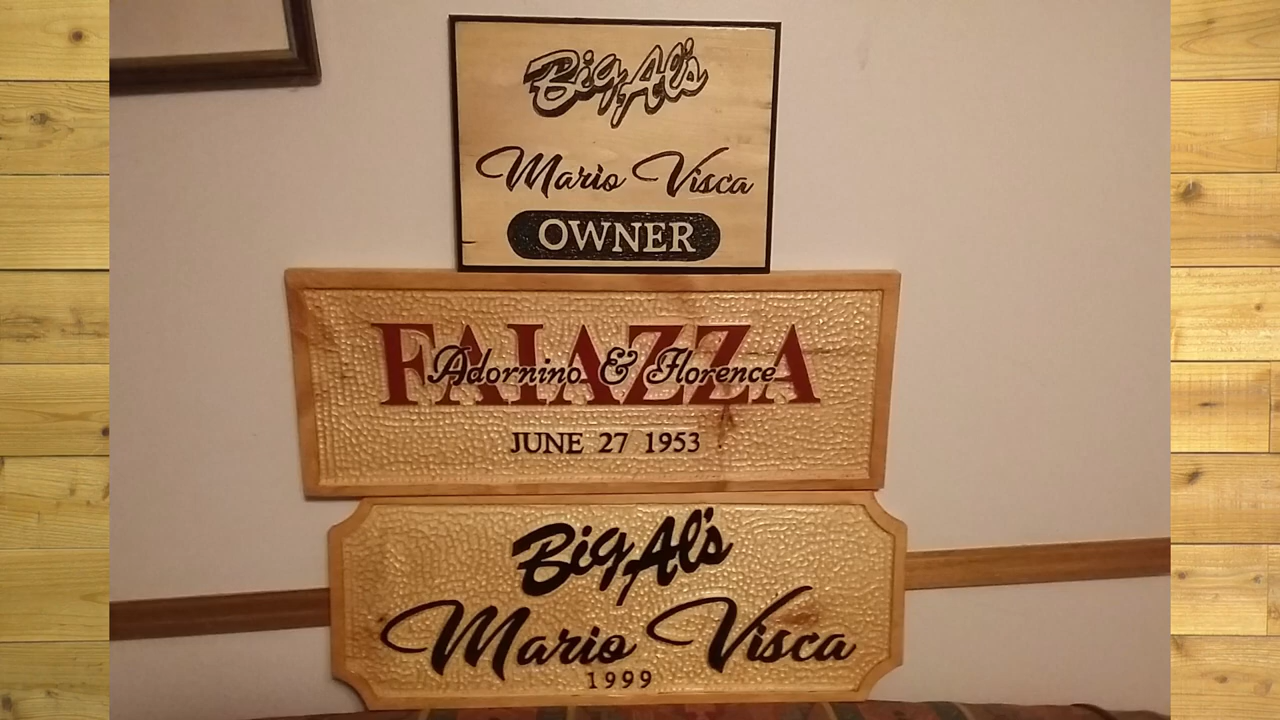 Big Al's
Mario Visca
OWNER
FAIAZZA
Adornino & Florence
JUNE 27 1953
Big Al's
Mario Visca
1999